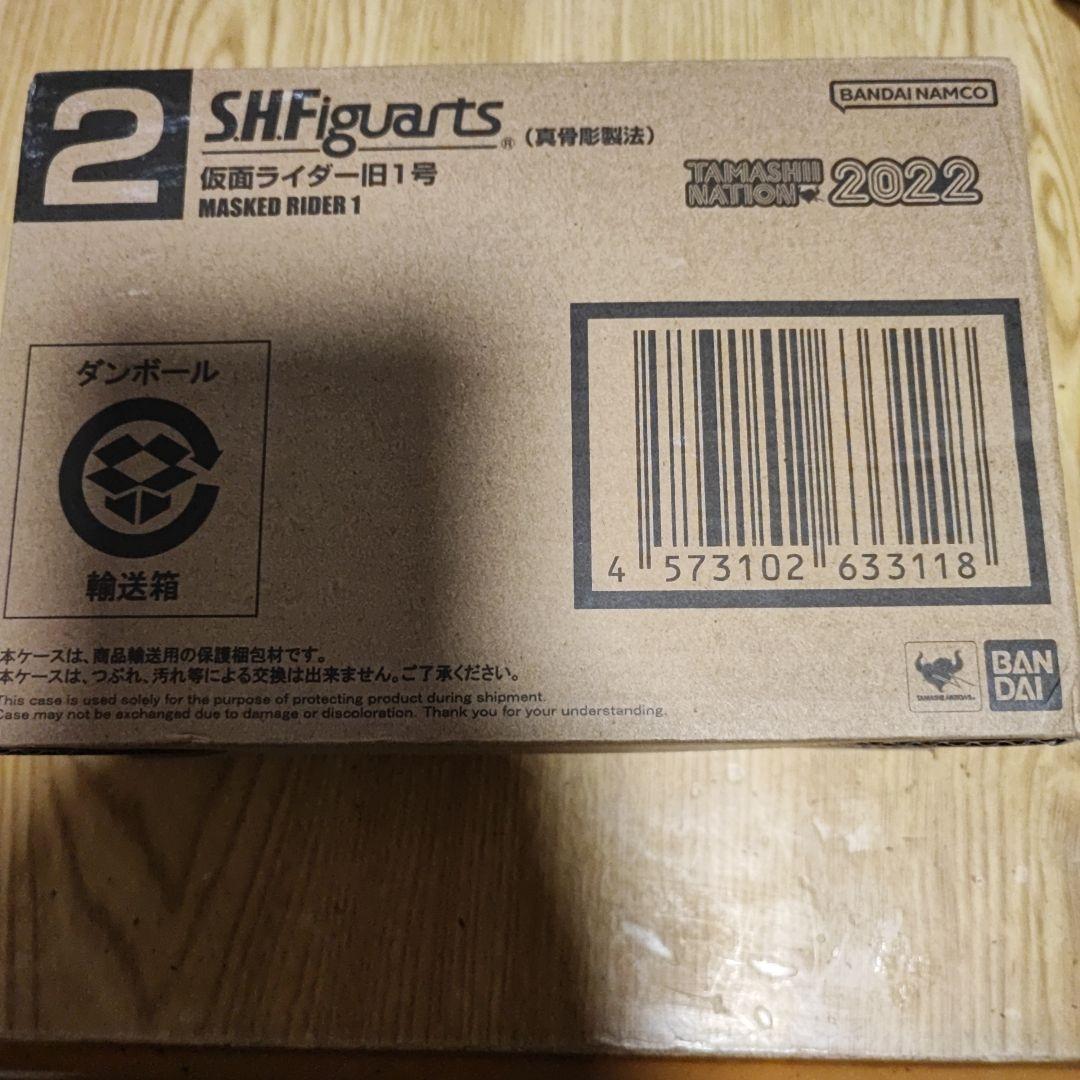 2
S.H.Figuarts® (真骨彫製法)
仮面ライダー旧1号
MASKED RIDER 1
BANDAI NAMCO
TAMASHII NATION 2022
ダンボール
輸送箱
4 573102 633118
本ケースは、商品輸送用の保護梱包材です。
本ケースは、つぶれ、汚れ等による交換は出来ません。ご了承ください。
This case is used solely for the purpose of protecting product during shipment.
Case may not be exchanged due to damage or discoloration. Thank you for your understanding.
TAMASHII NATIONS
BAN
DAI